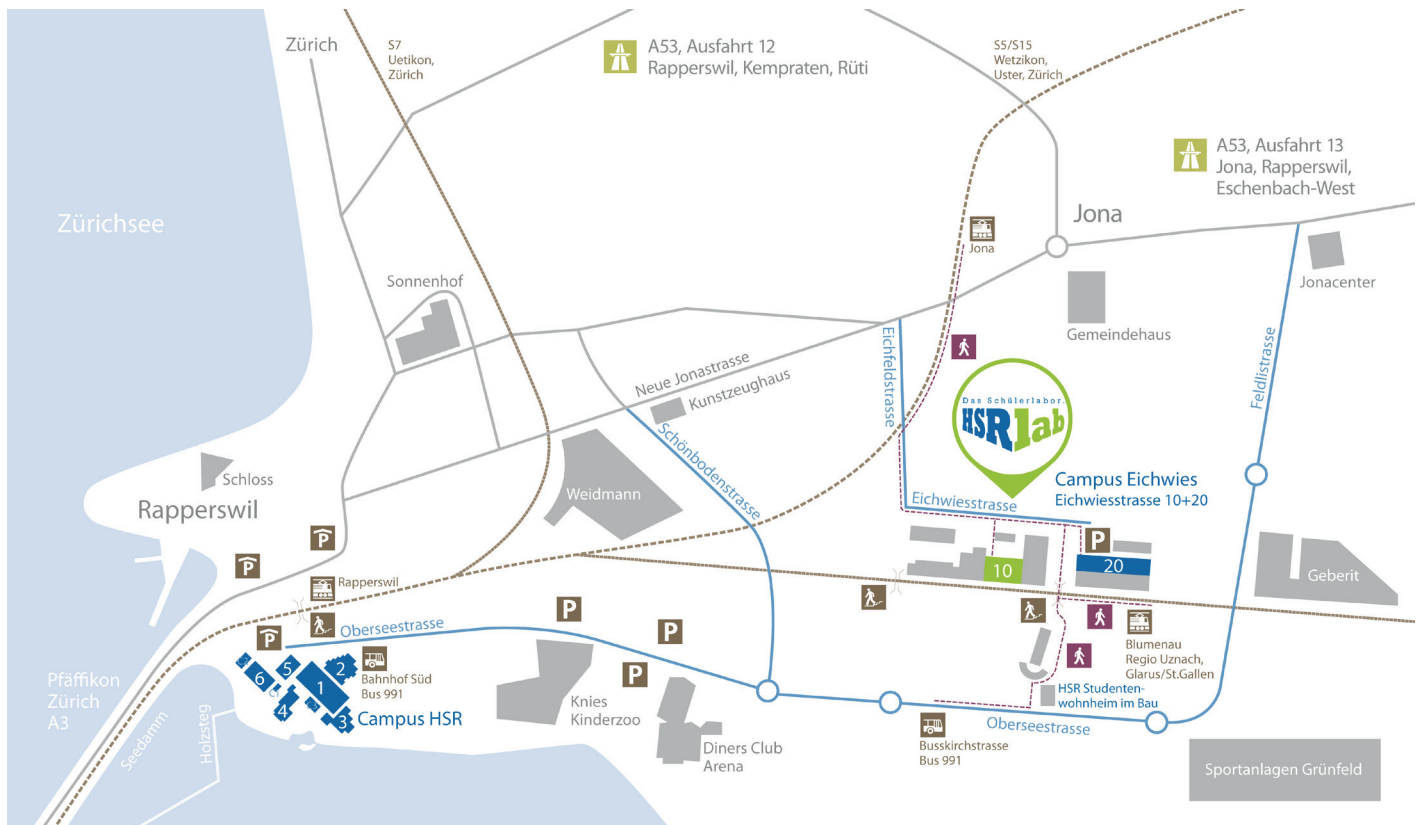 Zürich
S7
Uetikon,
Zürich
A53, Ausfahrt 12
Rapperswil, Kempraten, Rüti
S5/S15
Wetzikon,
Uster, Zürich
A53, Ausfahrt 13
Jona, Rapperswil,
Eschenbach-West
Zürichsee
Jona
Jona
Sonnenhof
Jonacenter
Gemeindehaus
Neue Jonastrasse
Kunstzeughaus
Eichfeldstrasse
Feldlistrasse
Das Schülerlabor.
HSRlab
Schönbodenstrasse
Schloss
Rapperswil
Weidmann
Campus Eichwies
Eichwiesstrasse 10+20
Eichwiesstrasse
P
P
P
10
20
Geberit
Rapperswil
P
Oberseestrasse
P
P
P
Blumenau
Regio Uznach,
Glarus/St.Gallen
5
2
6
1
4
3
Bahnhof Süd
Bus 991
Campus HSR
Knies
Kinderzoo
Diners Club
Arena
HSR Studenten-
wohnheim im Bau
Oberseestrasse
Busskirchstrasse
Bus 991
Pfäffikon
Zürich
A3
Seedamm
Holzsteg
Sportanlagen Grünfeld